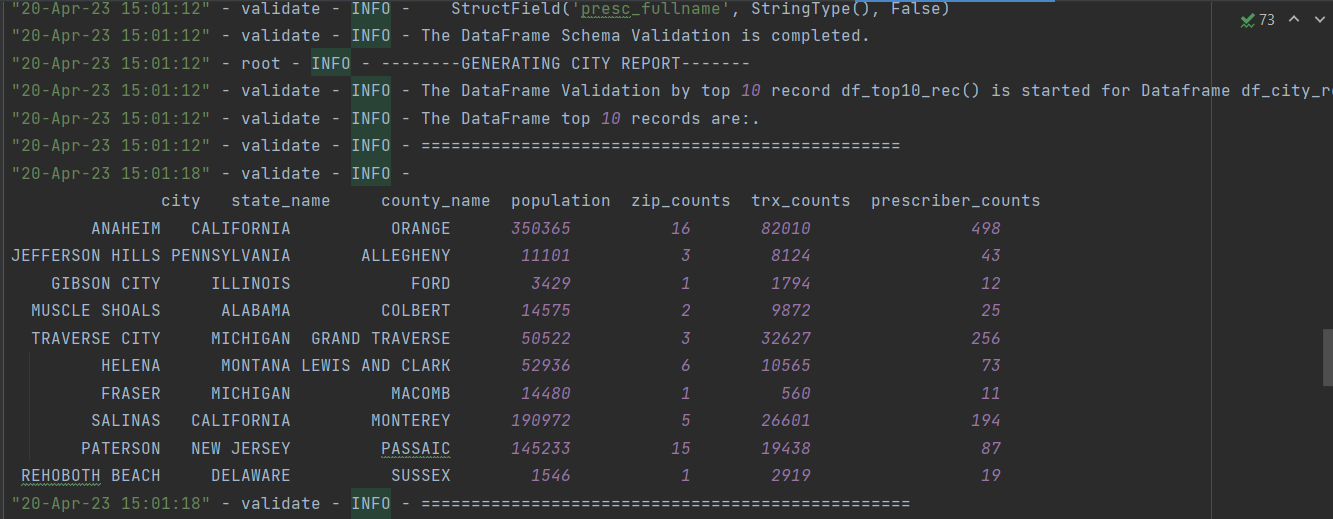 "20-Apr-23 15:01:12" - validate - INFO -    StructField('presc_fullname', StringType(), False)
73
"20-Apr-23 15:01:12" - validate - INFO - The DataFrame Schema Validation is completed.
"20-Apr-23 15:01:12" - root - INFO - --------GENERATING CITY REPORT-------
"20-Apr-23 15:01:12" - validate - INFO - The DataFrame Validation by top 10 record df_top10_rec() is started for Dataframe df_city_r
"20-Apr-23 15:01:12" - validate - INFO - The DataFrame top 10 records are:.
"20-Apr-23 15:01:12" - validate - INFO - ================================================
"20-Apr-23 15:01:18" - validate - INFO -
city state_name county_name population zip_counts trx_counts prescriber_counts
ANAHEIM CALIFORNIA ORANGE 350365 16 82010 498
JEFFERSON HILLS PENNSYLVANIA ALLEGHENY 11101 3 8124 43
GIBSON CITY ILLINOIS FORD 3429 1 1794 12
MUSCLE SHOALS ALABAMA COLBERT 14575 2 9872 25
TRAVERSE CITY MICHIGAN GRAND TRAVERSE 50522 3 32627 256
HELENA MONTANA LEWIS AND CLARK 52936 6 10565 73
FRASER MICHIGAN MACOMB 14480 1 560 11
SALINAS CALIFORNIA MONTEREY 190972 5 26601 194
PATERSON NEW JERSEY PASSAIC 145233 15 19438 87
REHOBOTH BEACH DELAWARE SUSSEX 1546 1 2919 19
"20-Apr-23 15:01:18" - validate - INFO - =================================================